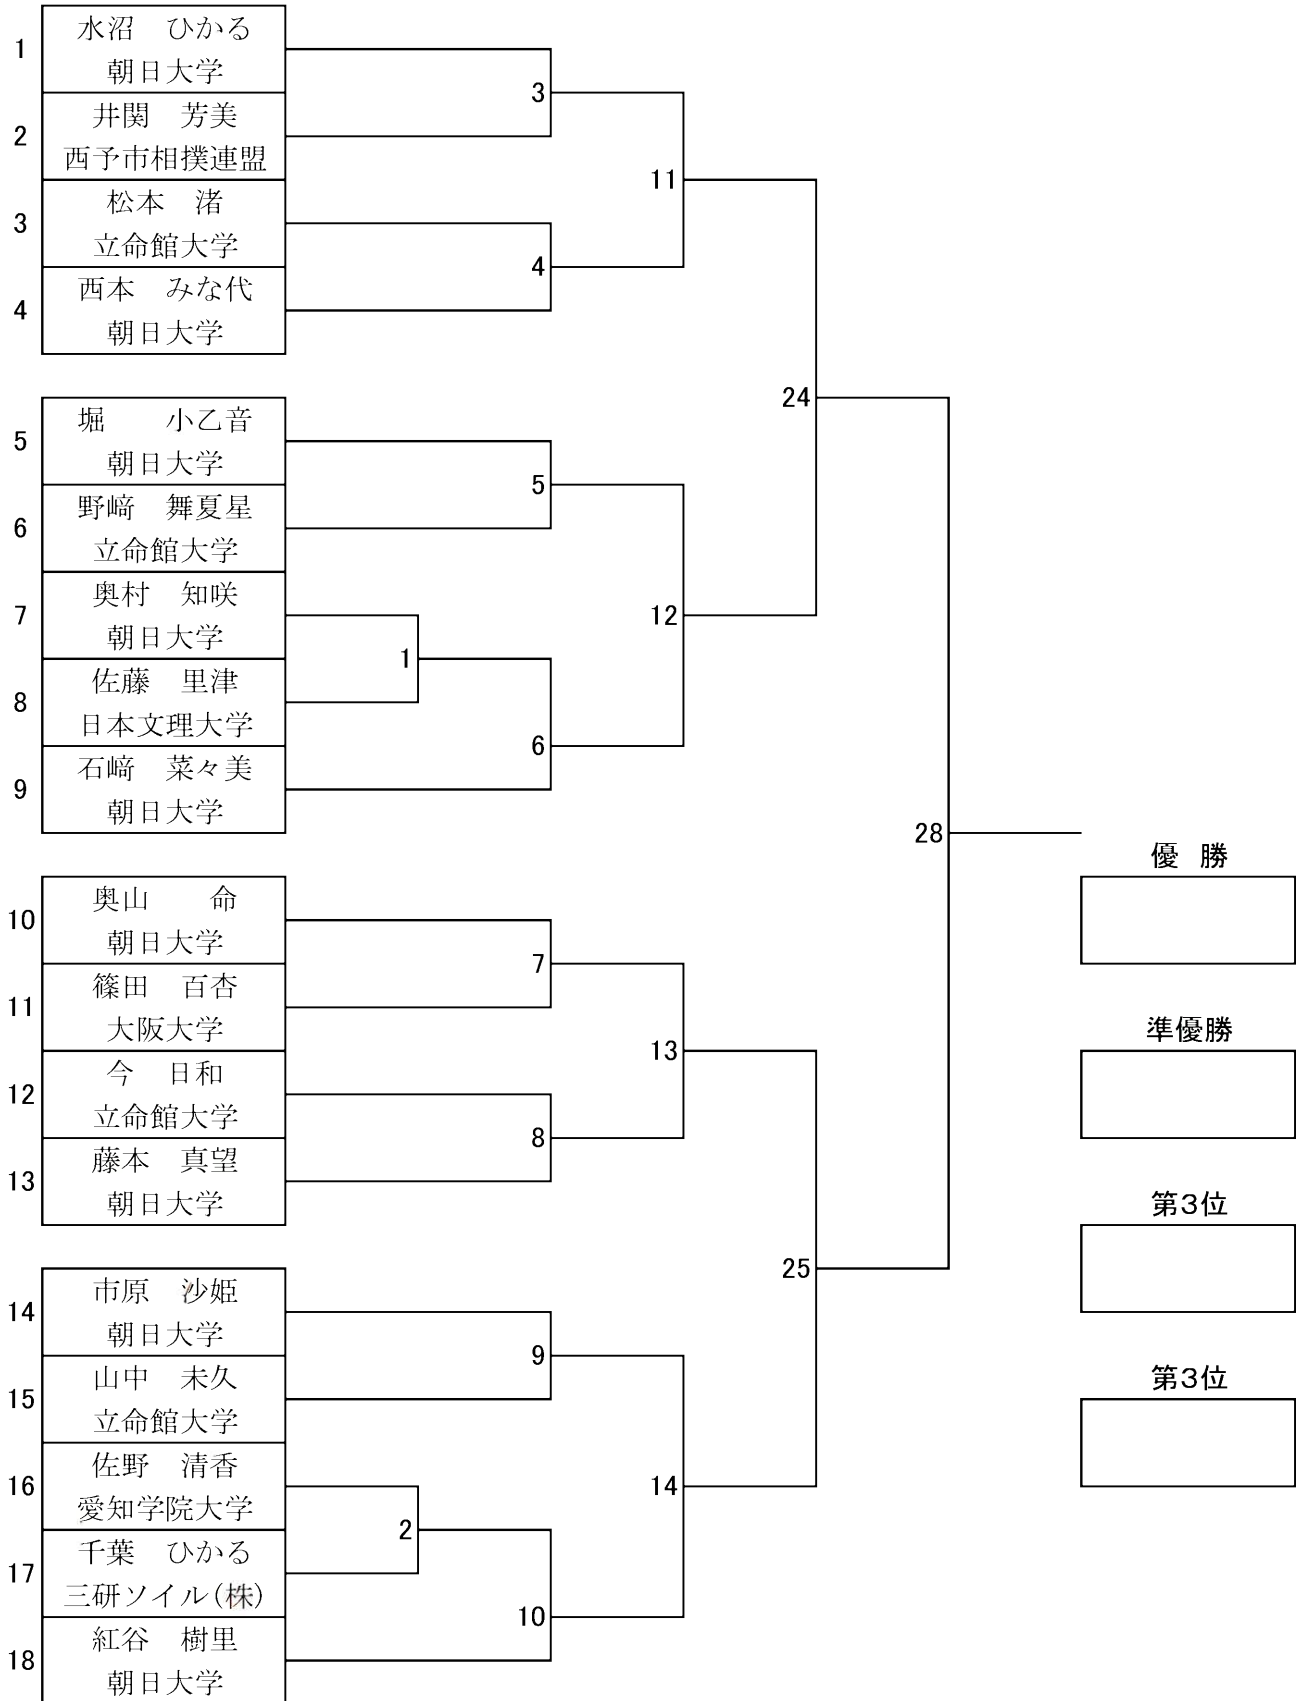 1
水沼　ひかる
朝日大学
2
井関　芳美
西予市相撲連盟
3
松本　渚
立命館大学
4
西本　みな代
朝日大学
5
堀　　小乙音
朝日大学
6
野﨑　舞夏星
立命館大学
7
奥村　知咲
朝日大学
8
佐藤　里津
日本文理大学
9
石﨑　菜々美
朝日大学
10
奥山　　命
朝日大学
11
篠田　百杏
大阪大学
12
今　日和
立命館大学
13
藤本　真望
朝日大学
14
市原　沙姫
朝日大学
15
山中　未久
立命館大学
16
佐野　清香
愛知学院大学
17
千葉　ひかる
三研ソイル(株)
18
紅谷　樹里
朝日大学
1
2
3
4
5
6
7
8
9
10
11
12
13
14
24
25
28
優 勝
準優勝
第3位
第3位